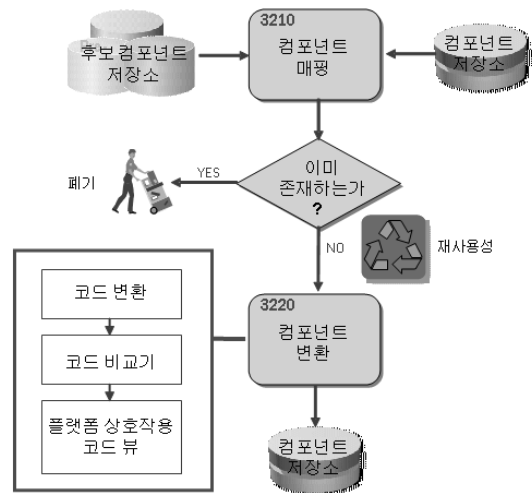 후보 컴포넌트
저장소
3210
컴포넌트
매핑
컴포넌트
저장소
이미
존재하는가
?
YES
폐기
NO
재사용성
코드 변환
코드 비교기
플랫폼 상호작용
코드 뷰
3220
컴포넌트
변환
컴포넌트
저장소